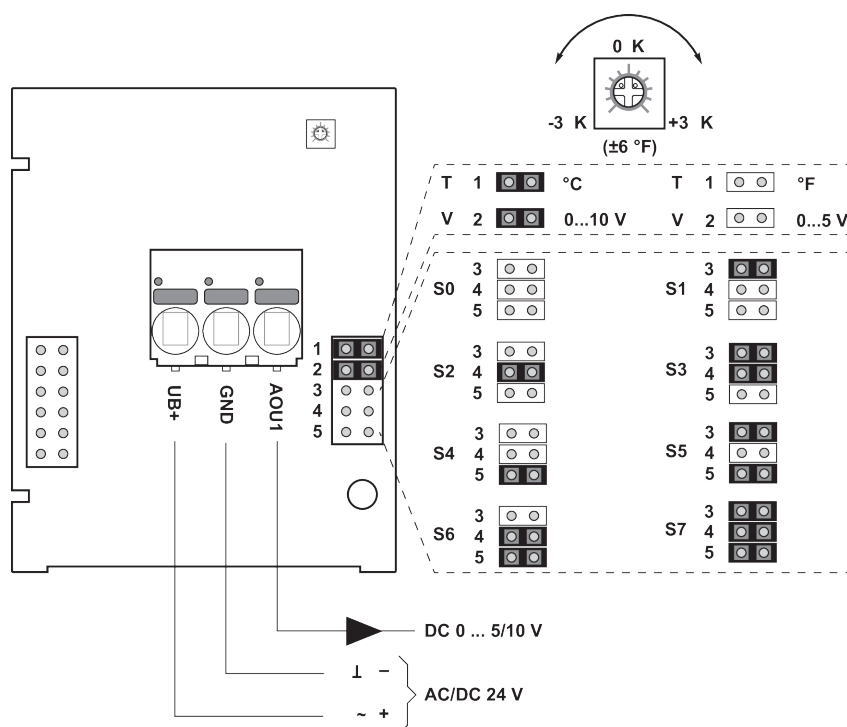 0 K
-3 K
+3 K
(±6 °F)
T 1 °C
T 1 °F
V 2 0...10 V
V 2 0...5 V
S0 3 4 5
S1 3 4 5
S2 3 4 5
S3 3 4 5
S4 3 4 5
S5 3 4 5
S6 3 4 5
S7 3 4 5
1
2
3
4
5
UB+
GND
AOU1
DC 0 ... 5/10 V
⊥ –
~ +
AC/DC 24 V